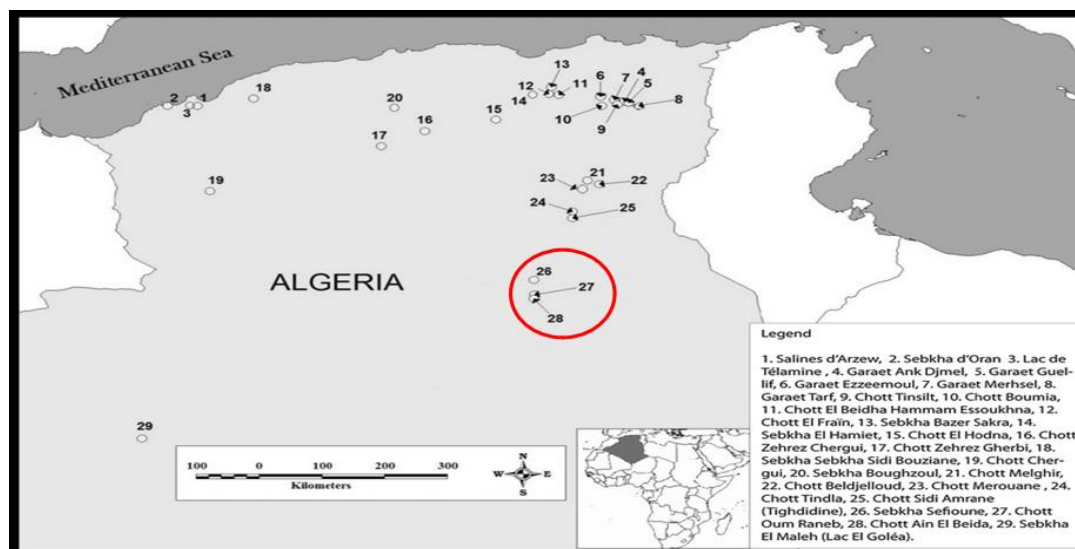 Mediterranean Sea
13
18
2
1
3
20
12
11
14
6
7
4
5
15
8
10
9
16
17
19
23
21
22
24
25
26
ALGERIA
27
28
29
Legend
1. Salines d'Arzew, 2. Sebkha d'Oran 3. Lac de
Télamine , 4. Garaet Ank Djmel, 5. Garaet Guel-
lif, 6. Garaet Ezzeemoul, 7. Garaet Merhsel, 8.
Garaet Tarf, 9. Chott Tinsilt, 10. Chott Boumia,
11. Chott El Beidha Hammam Essoukhna, 12.
Chott El Fraïn, 13. Sebkha Bazer Sakra, 14.
Sebkha El Hamiet, 15. Chott El Hodna, 16. Chott
Zehrez Chergui, 17. Chott Zehrez Gherbi, 18.
Sebkha Sebkha Sidi Bouziane, 19. Chott Cher-
gui, 20. Sebkha Boughzoul, 21. Chott Melghir,
22. Chott Beldjelloud, 23. Chott Merouane , 24.
Chott Tindla, 25. Chott Sidi Amrane
(Tighdidine), 26. Sebkha Sefioune, 27. Chott
Oum Raneb, 28. Chott Ain El Beida, 29. Sebkha
El Maleh (Lac El Goléa).
100 0 100 200 300
Kilometers
N
W E
S